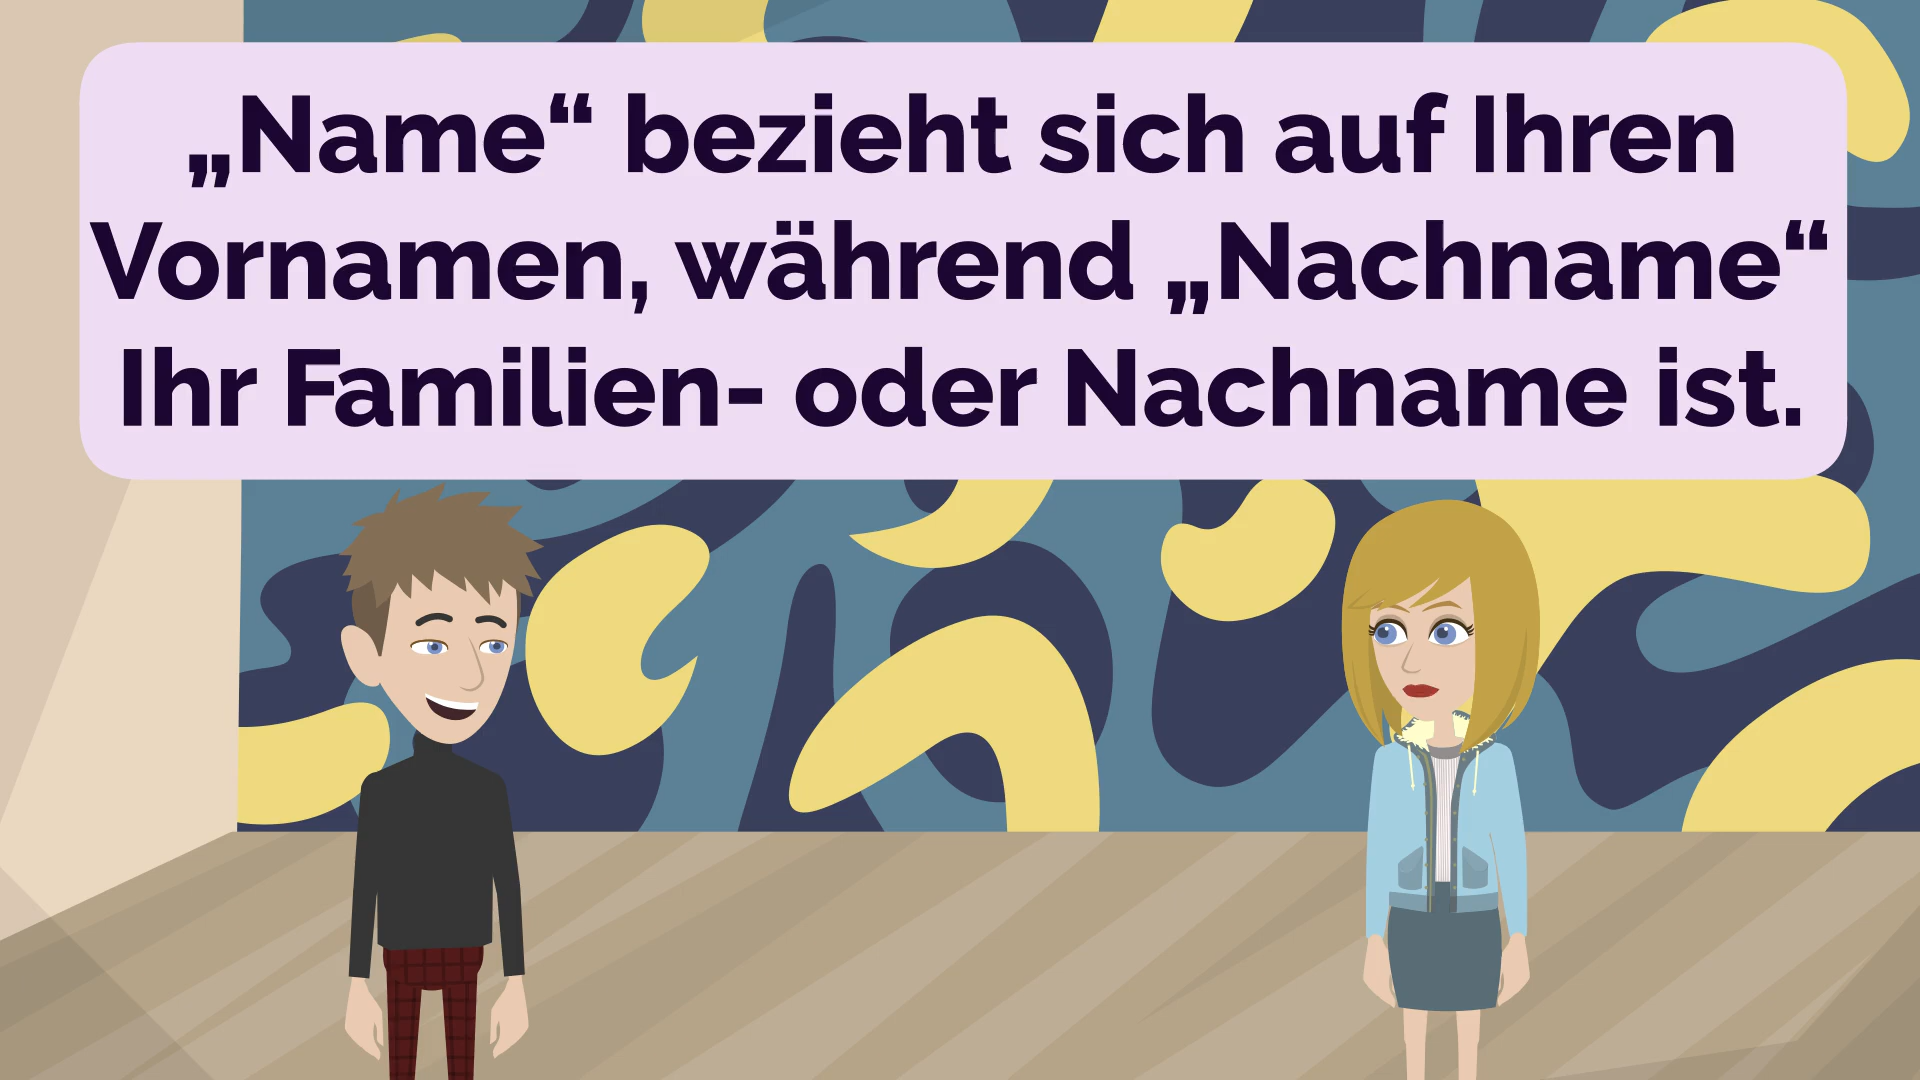 „Name“ bezieht sich auf Ihren
Vornamen, während „Nachname“
Ihr Familien- oder Nachname ist.